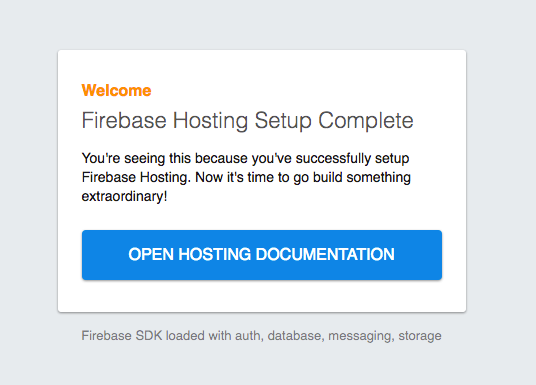 Welcome
Firebase Hosting Setup Complete
You're seeing this because you've successfully setup
Firebase Hosting. Now it's time to go build something
extraordinary!
OPEN HOSTING DOCUMENTATION
Firebase SDK loaded with auth, database, messaging, storage